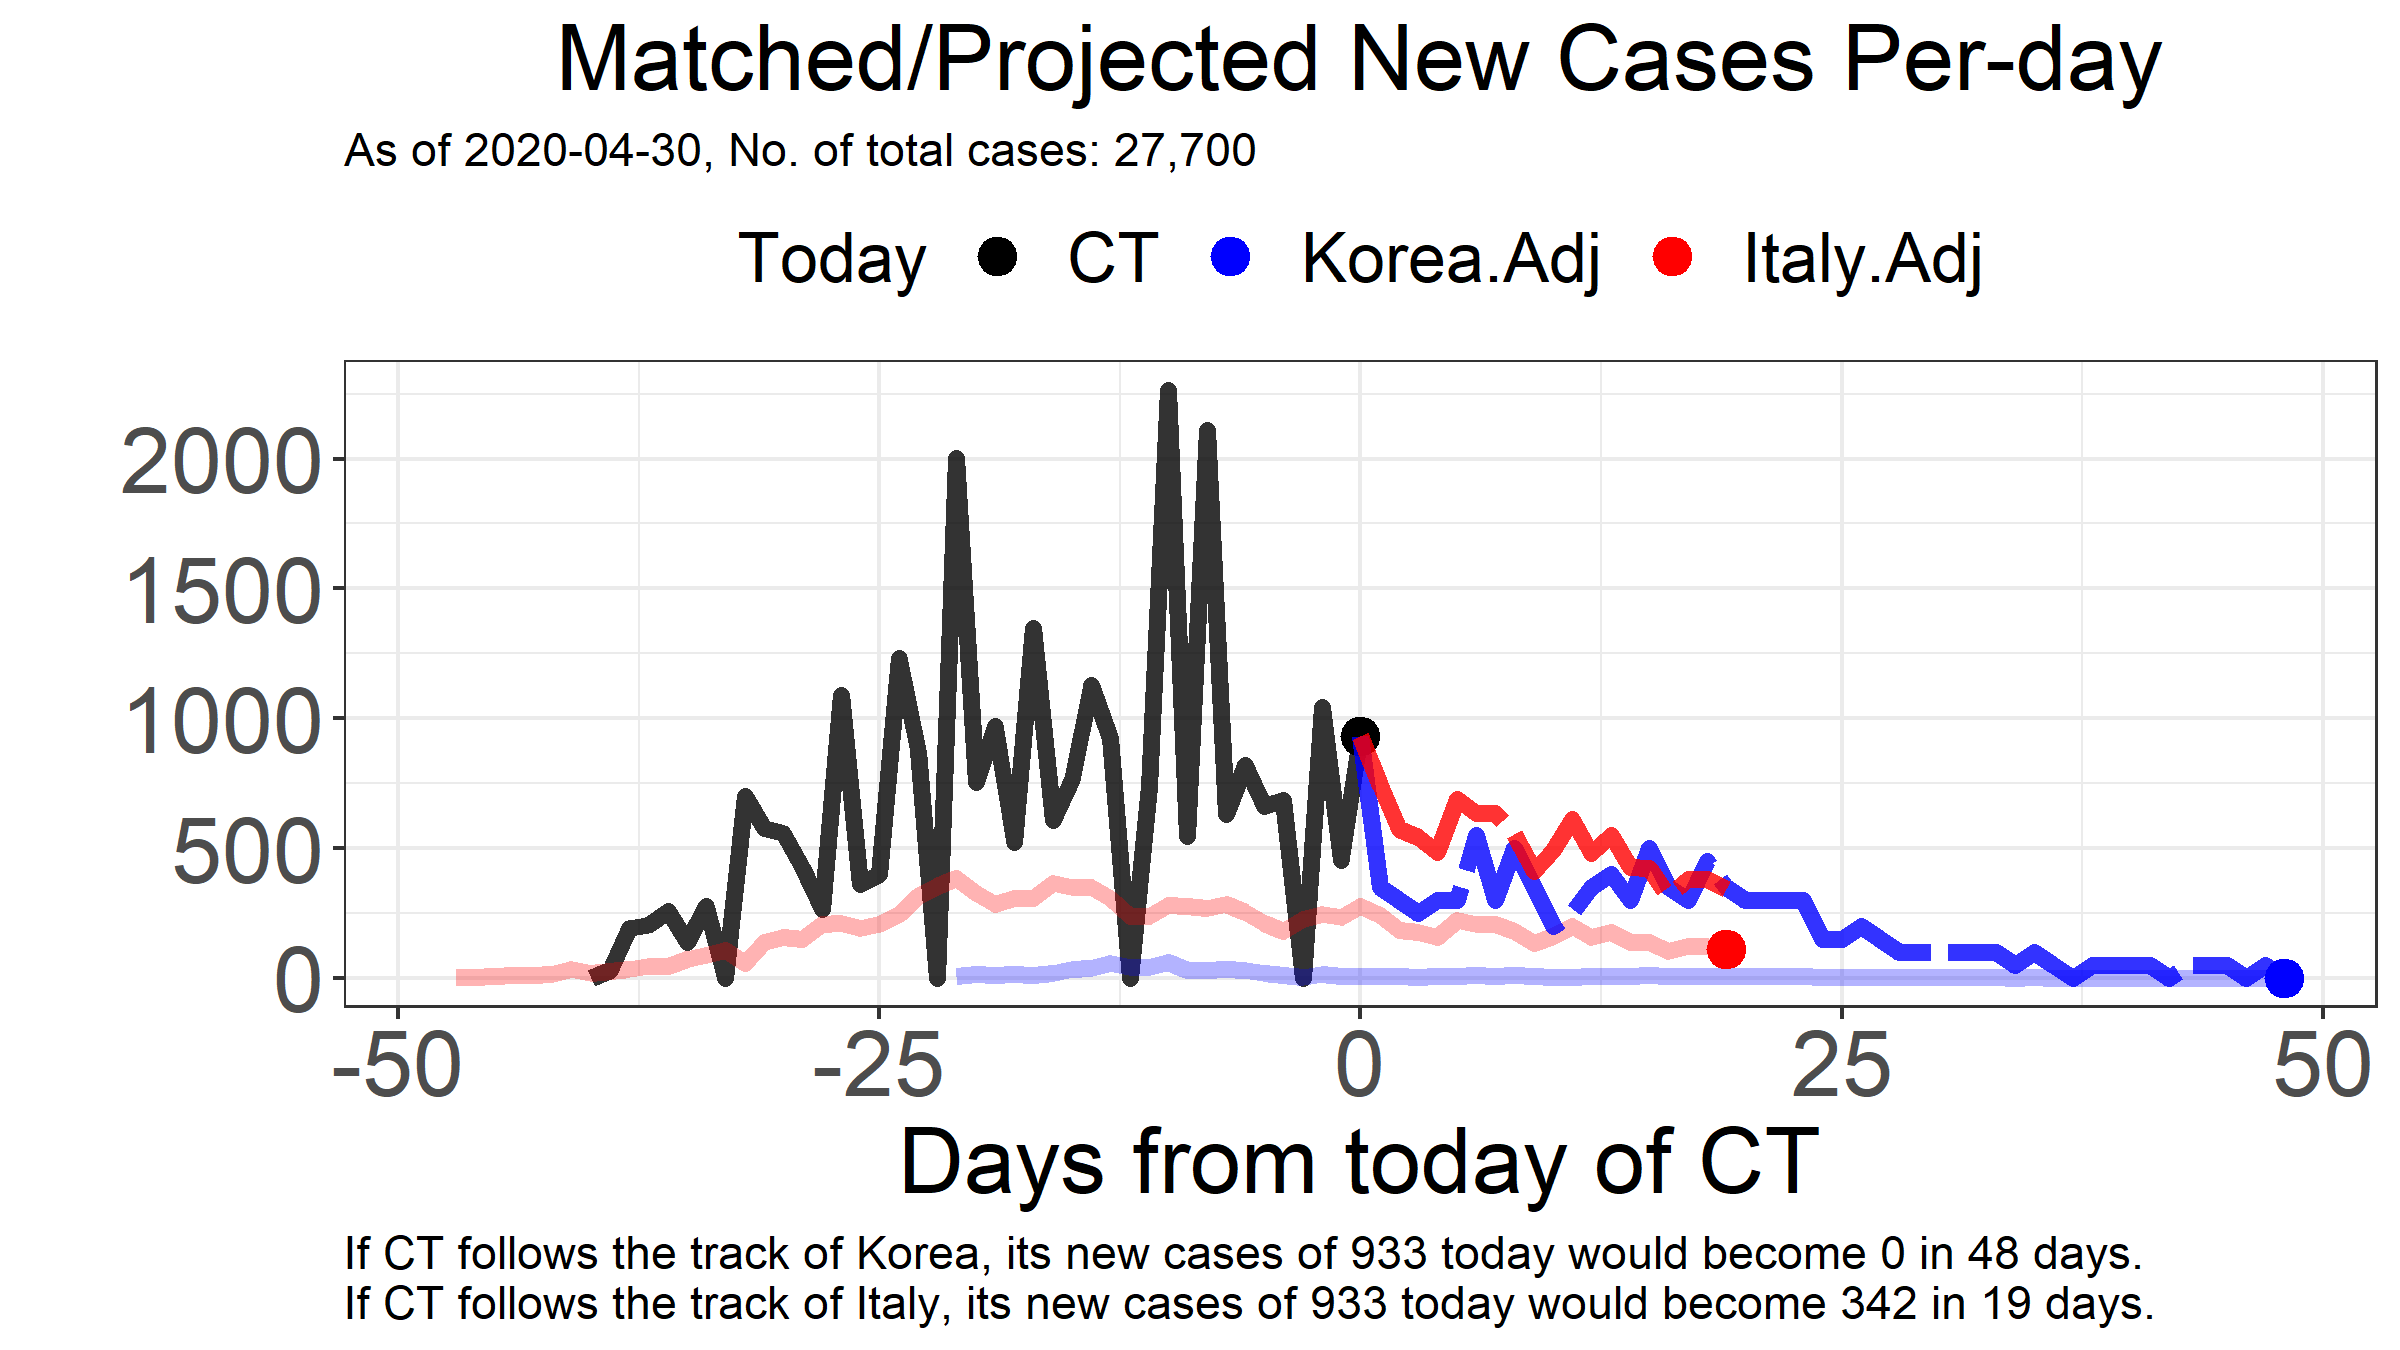 Matched/Projected New Cases Per-day
As of 2020-04-30, No. of total cases: 27,700
Today CT Korea.Adj Italy.Adj
2000
1500
1000
500
0
-50 -25 0 25 50
Days from today of CT
If CT follows the track of Korea, its new cases of 933 today would become 0 in 48 days.
If CT follows the track of Italy, its new cases of 933 today would become 342 in 19 days.